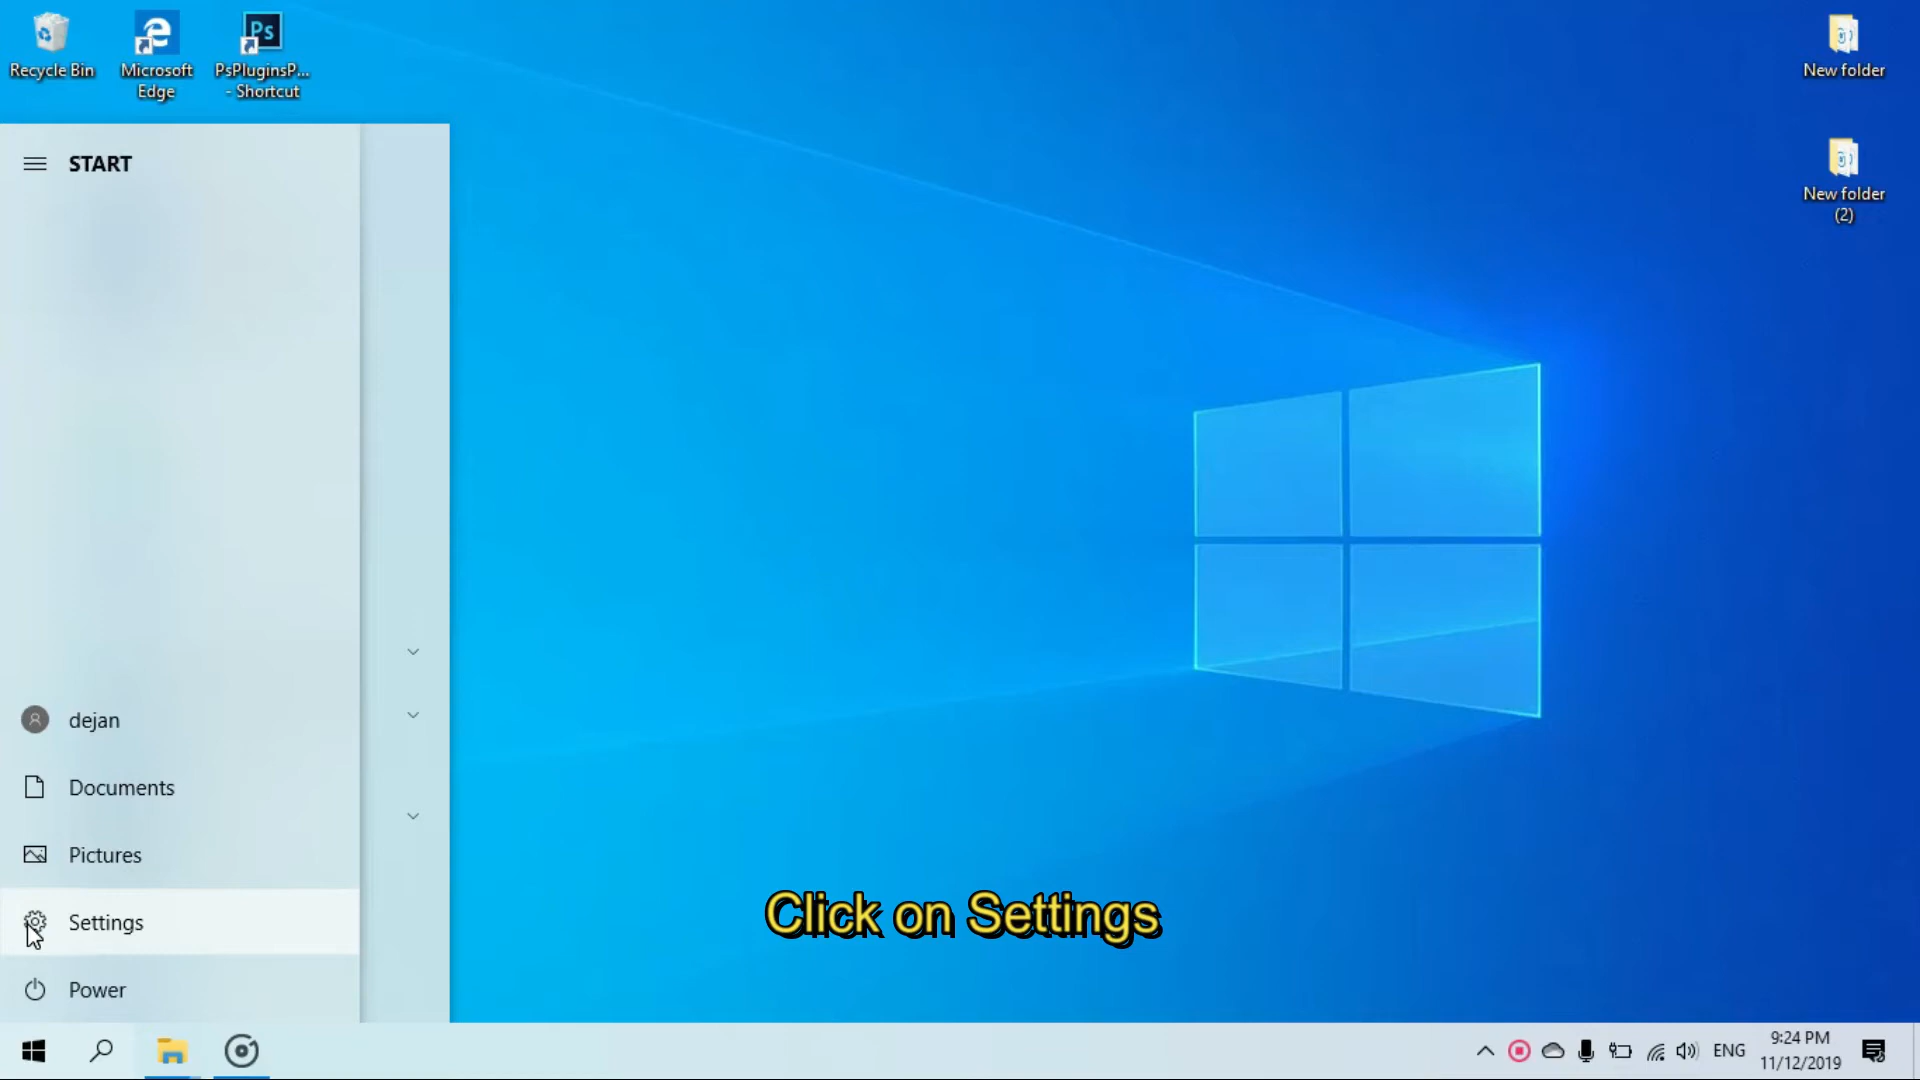 Recycle Bin
Microsoft
Edge
PsPluginsP...
- Shortcut
New folder
New folder
(2)
START
dejan
Documents
Pictures
Settings
Power
Click on Settings
ENG
9:24 PM
11/12/2019